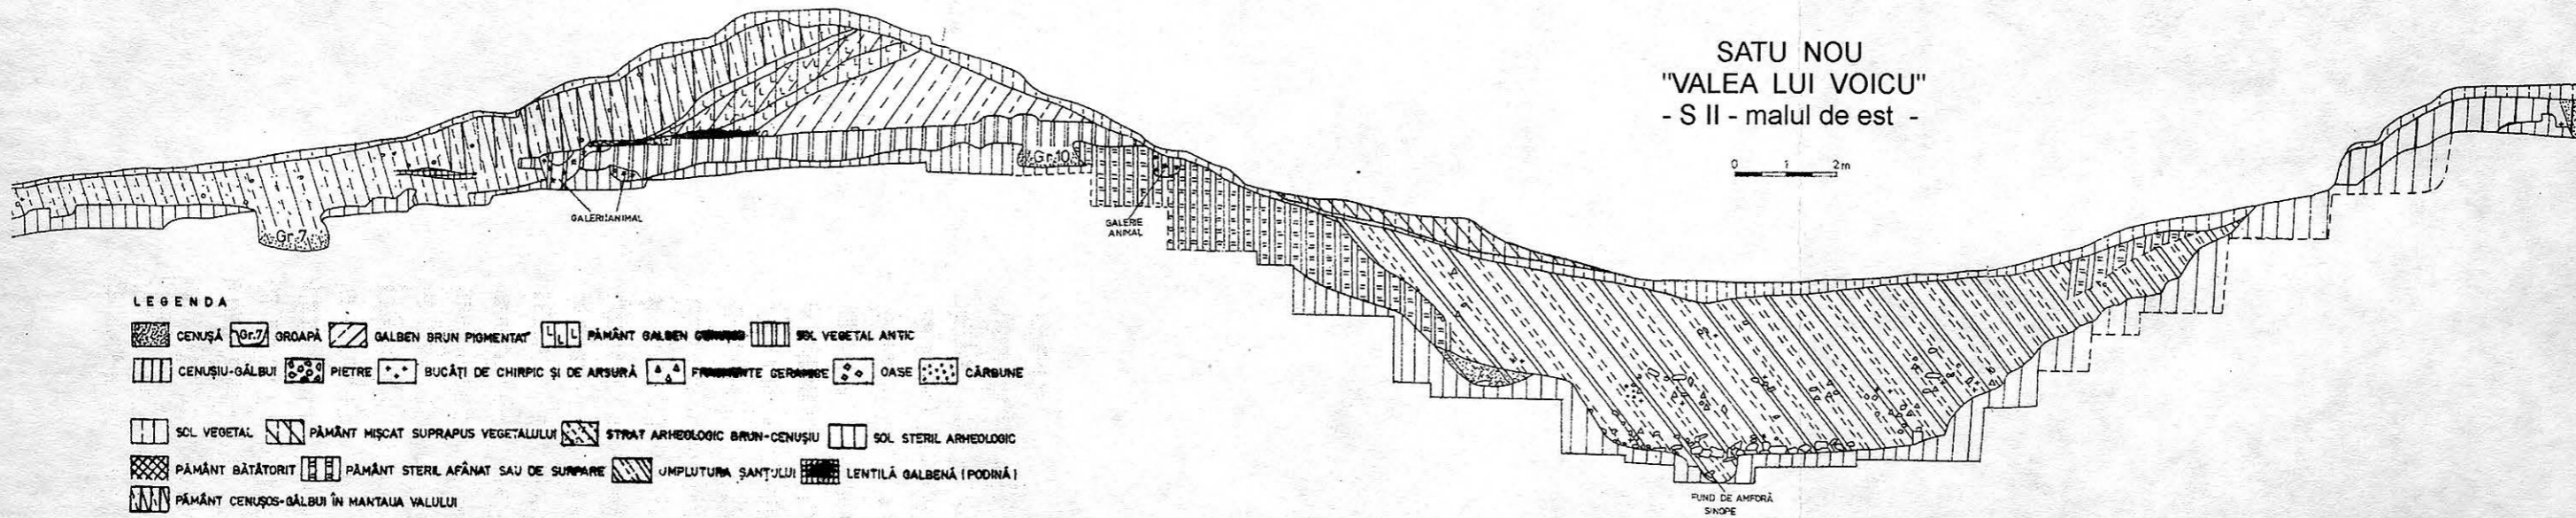 SATU NOU
"VALEA LUI VOICU"
- S II - malul de est -
0 1 2m
Gr.10
GALERII ANIMAL
GALERIE
ANIMAL
Gr.7
LEGENDA
CENUȘĂ Gr.7 GROAPĂ GALBEN BRUN PIGMENTAT PĂMÂNT GALBEN SOL VEGETAL ANTIC
CENUȘIU-GĂLBUI PIETRE BUCĂȚI DE CHIRPIC ȘI DE ARSURĂ FRAGMENTE CERAMICE OASE CĂRBUNE
SOL VEGETAL PĂMÂNT MIȘCAT SUPRAPUS VEGETALULUI STRAT ARHEOLOGIC BRUN-CENUȘIU SOL STERIL ARHEOLOGIC
PĂMÂNT BĂTĂTORIT PĂMÂNT STERIL AFÂNAT SAU DE SURPARE UMPLUTURA ȘANȚULUI LENTILĂ GALBENĂ (PODINĂ)
PĂMÂNT CENUȘOS-GĂLBUI ÎN MANTAUA VALULUI
FUND DE AMFORĂ
SINOPE